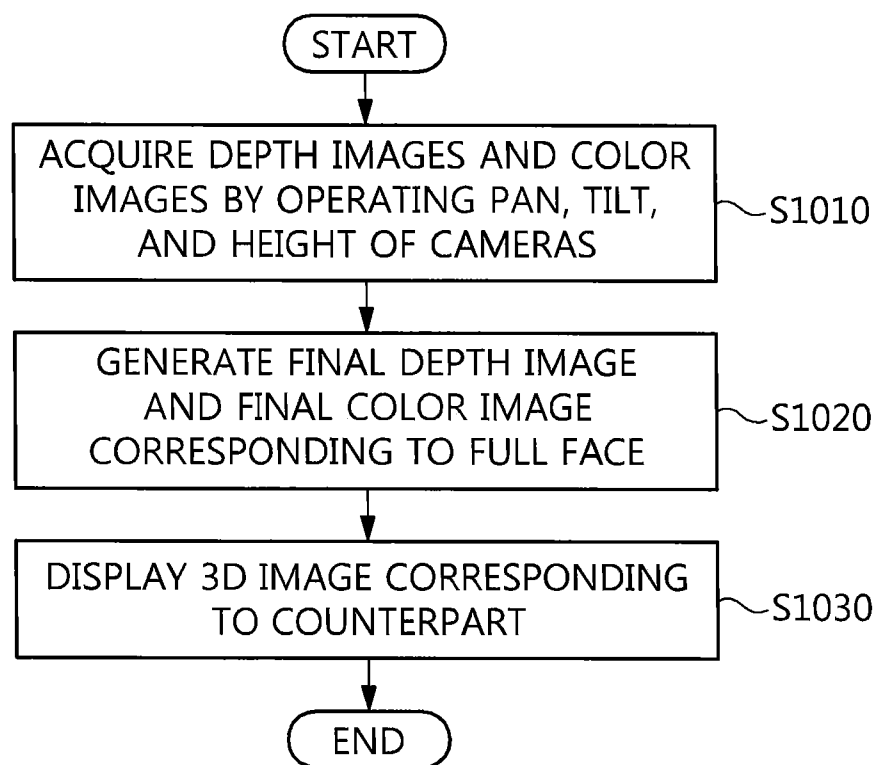 START
ACQUIRE DEPTH IMAGES AND COLOR
IMAGES BY OPERATING PAN, TILT,
AND HEIGHT OF CAMERAS
S1010
GENERATE FINAL DEPTH IMAGE
AND FINAL COLOR IMAGE
CORRESPONDING TO FULL FACE
S1020
DISPLAY 3D IMAGE CORRESPONDING
TO COUNTERPART
S1030
END